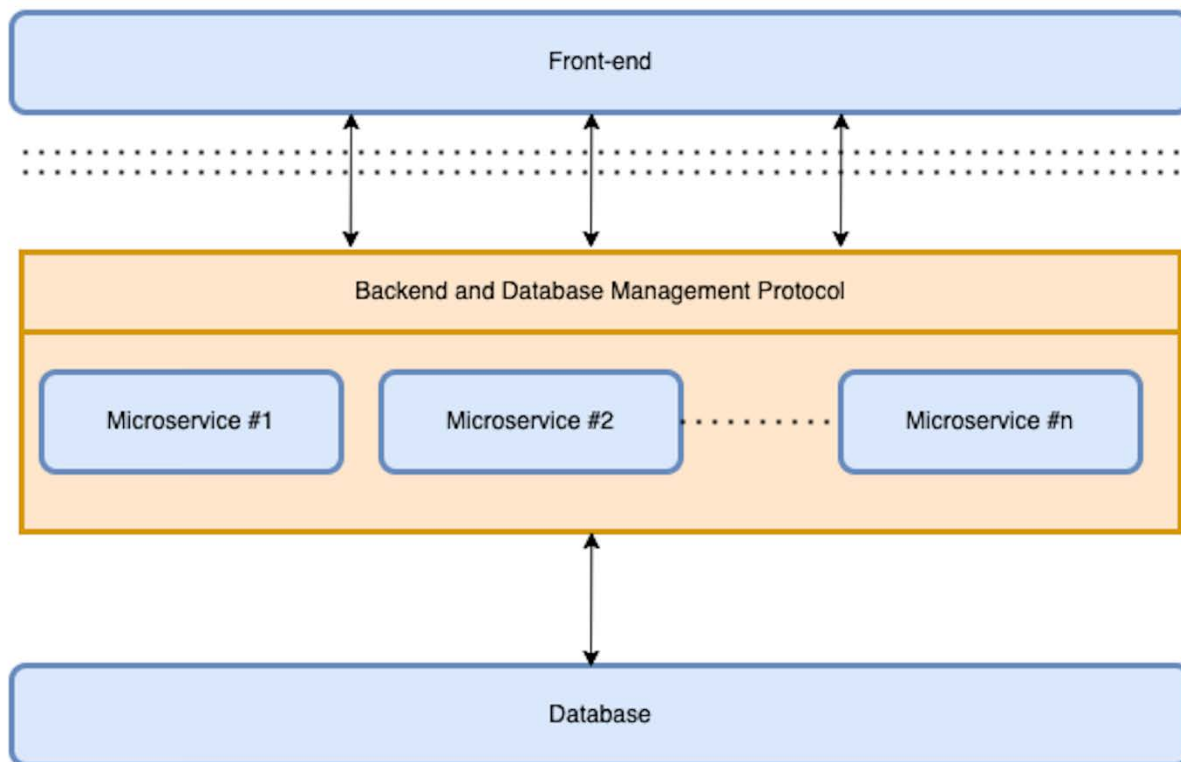 Front-end
Backend and Database Management Protocol
Microservice #1
Microservice #2
Microservice #n
Database